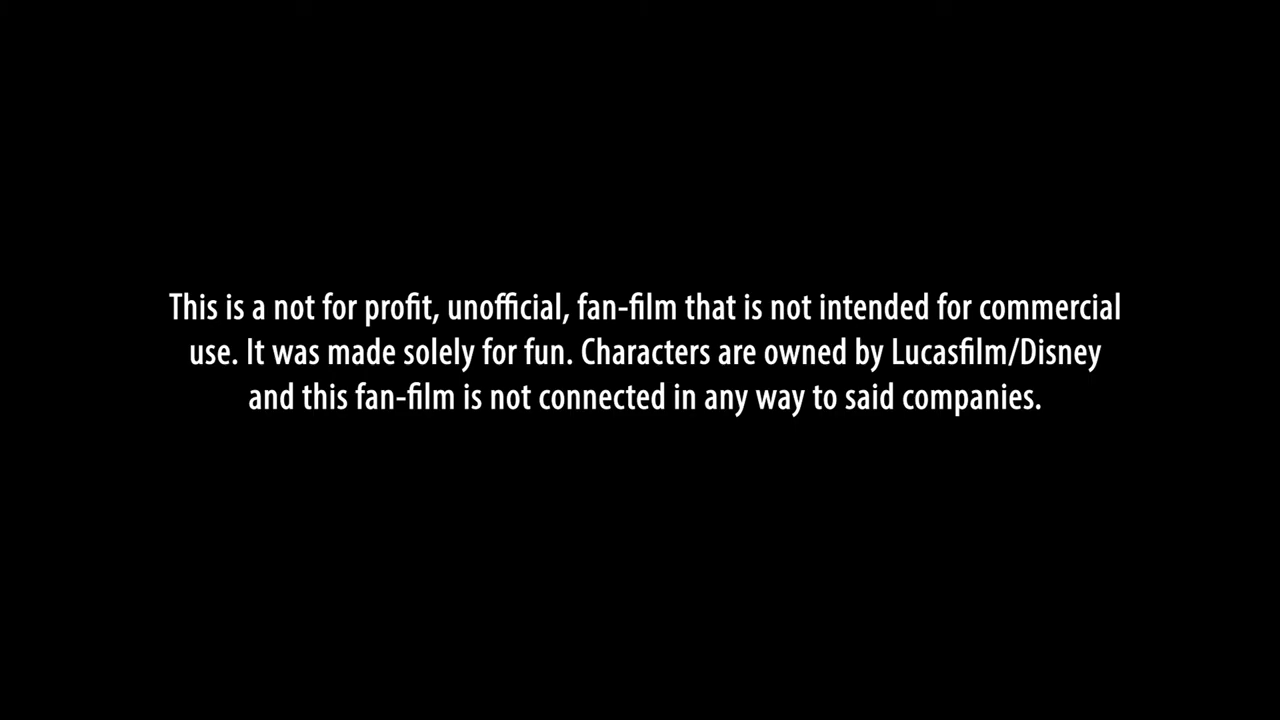 This is a not for profit, unofficial, fan-film that is not intended for commercial
use. It was made solely for fun. Characters are owned by Lucasfilm/Disney
and this fan-film is not connected in any way to said companies.